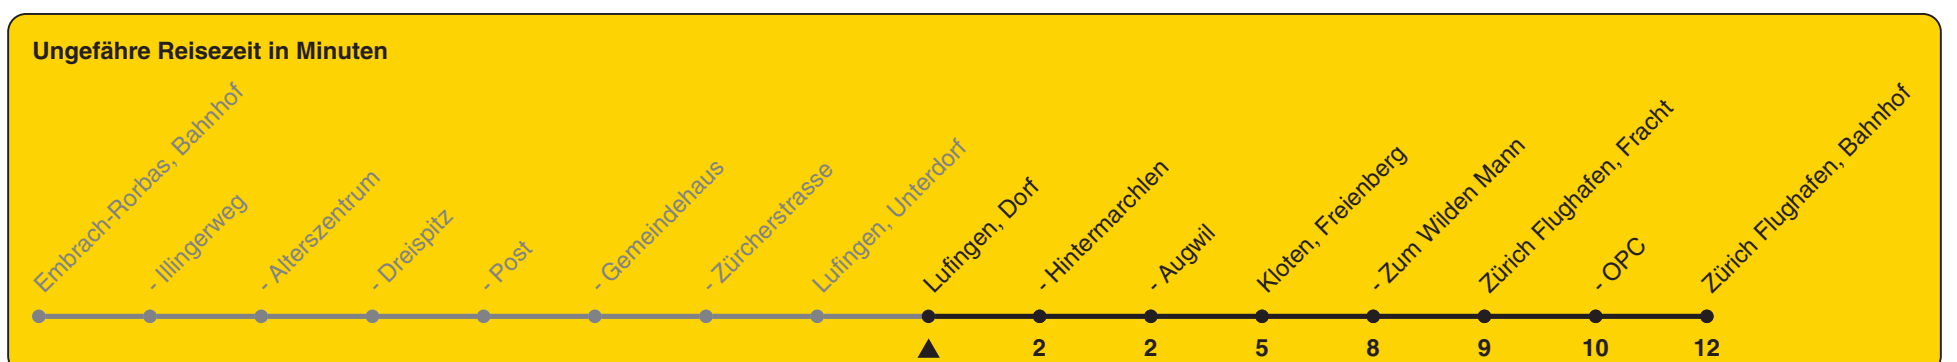 Ungefähre Reisezeit in Minuten
Embrach-Rorbas, Bahnhof
- Illingerweg
- Alterszentrum
- Dreispitz
- Post
- Gemeindehaus
- Zürcherstrasse
Lufingen, Unterdorf
Lufingen, Dorf
- Hintermarchlen
- Augwil
Kloten, Freienberg
- Zum Wilden Mann
Zürich Flughafen, Fracht
- OPC
Zürich Flughafen, Bahnhof
2 2 5 8 9 10 12